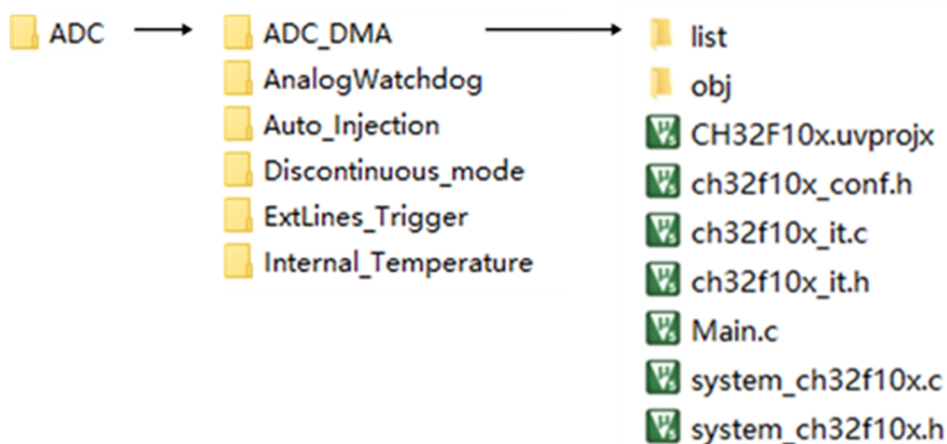 ADC
ADC_DMA
AnalogWatchdog
Auto_Injection
Discontinuous_mode
ExtLines_Trigger
Internal_Temperature
list
obj
CH32F10x.uvprojx
ch32f10x_conf.h
ch32f10x_it.c
ch32f10x_it.h
Main.c
system_ch32f10x.c
system_ch32f10x.h